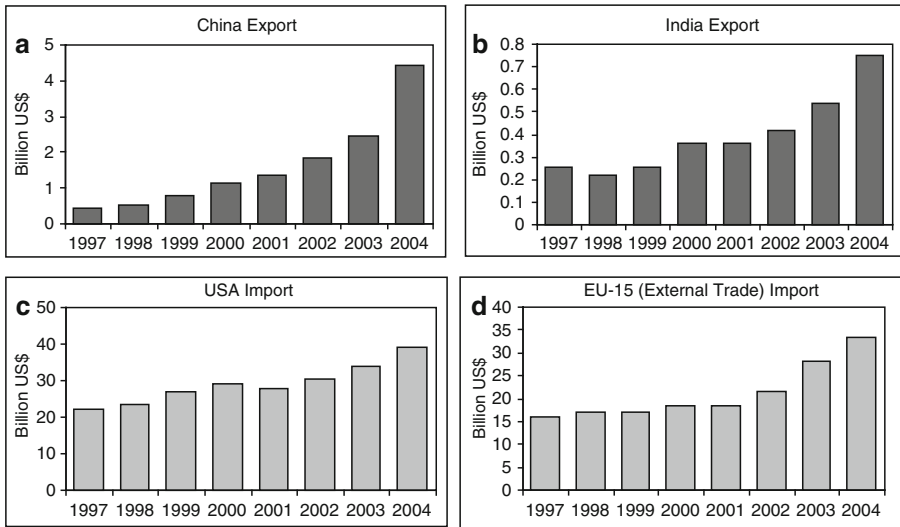 a
China Export
Billion US$
5
4
3
2
1
0
1997 1998 1999 2000 2001 2002 2003 2004
b
India Export
Billion US$
0.8
0.7
0.6
0.5
0.4
0.3
0.2
0.2
0
1997 1998 1999 2000 2001 2002 2003 2004
c
USA Import
Billion US$
50
40
30
20
10
0
1997 1998 1999 2000 2001 2002 2003 2004
d
EU-15 (External Trade) Import
Billion US$
40
35
30
25
20
15
10
5
0
1997 1998 1999 2000 2001 2002 2003 2004